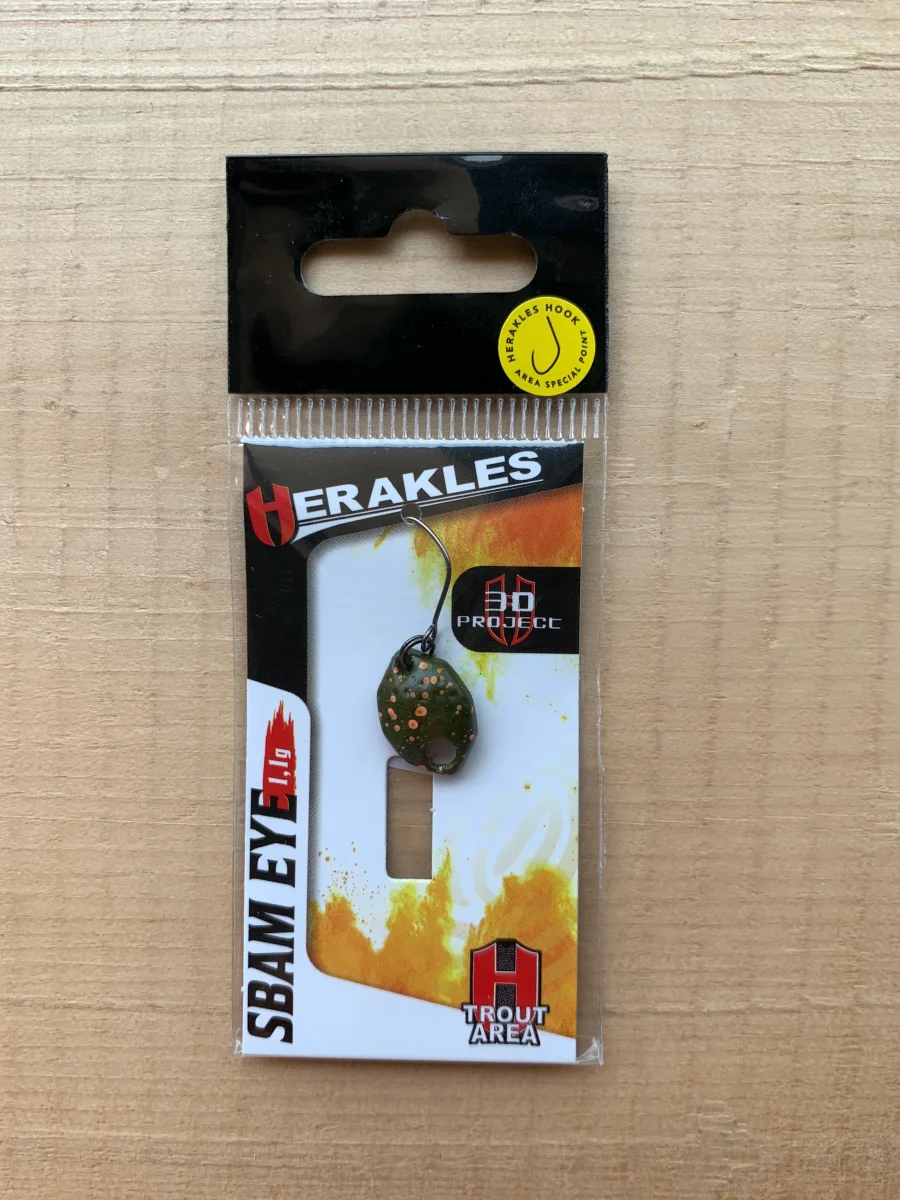 HERAKLES HOOK
AREA SPECIAL POINT
HERAKLES
3D
PROJECT
SBAM EYE 1,1g
TROUT
AREA